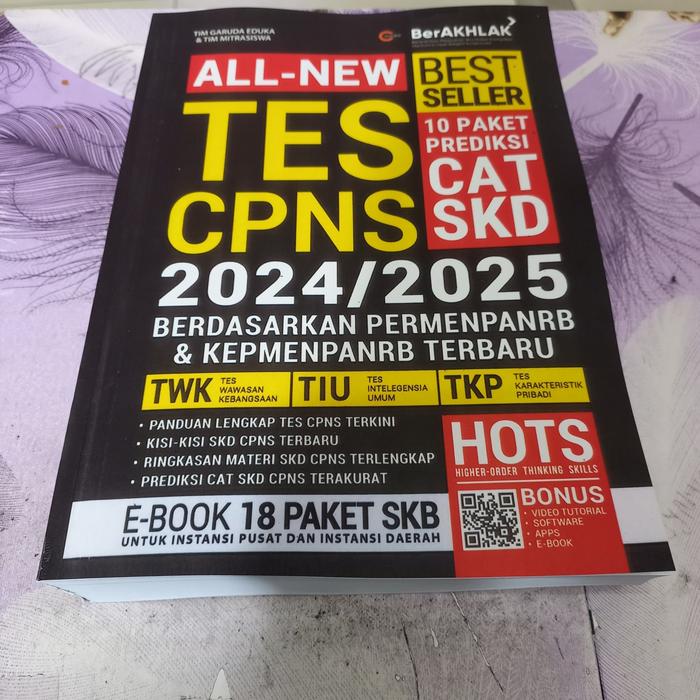 TIM GARUDA EDUKA
& TIM MITRASISWA
BerAKHLAK
ALL-NEW
TES
CPNS
BEST
SELLER
10 PAKET
PREDIKSI
CAT
SKD
2024/2025
BERDASARKAN PERMENPANRB
& KEPMENPANRB TERBARU
TWK TES WAWASAN KEBANGSAAN
TIU TES INTELEGENSIA UMUM
TKP TES KARAKTERISTIK PRIBADI
• PANDUAN LENGKAP TES CPNS TERKINI
• KISI-KISI SKD CPNS TERBARU
• RINGKASAN MATERI SKD CPNS TERLENGKAP
• PREDIKSI CAT SKD CPNS TERAKURAT
HOTS
HIGHER-ORDER THINKING SKILLS
BONUS
• VIDEO TUTORIAL
• SOFTWARE
• APPS
• E-BOOK
E-BOOK 18 PAKET SKB
UNTUK INSTANSI PUSAT DAN INSTANSI DAERAH